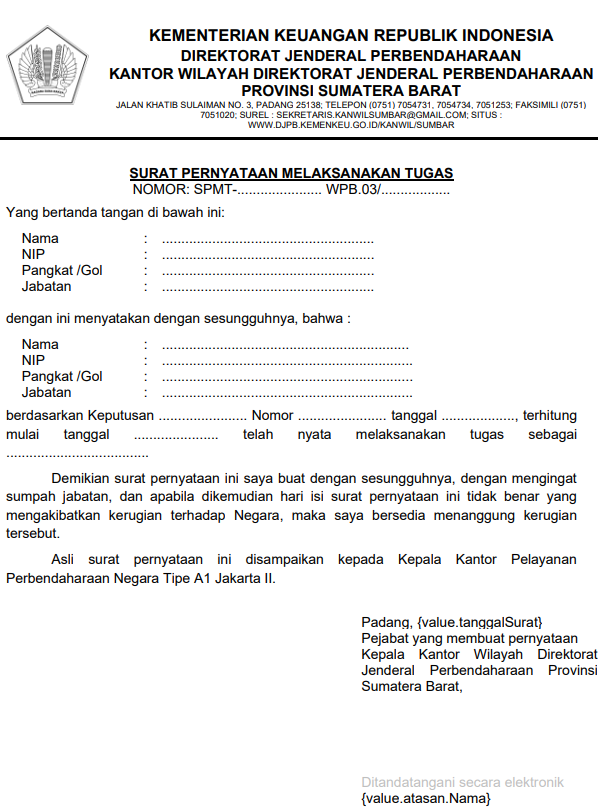 KEMENTERIAN KEUANGAN REPUBLIK INDONESIA
DIREKTORAT JENDERAL PERBENDAHARAAN
KANTOR WILAYAH DIREKTORAT JENDERAL PERBENDAHARAAN
PROVINSI SUMATERA BARAT
JALAN KHATIB SULAIMAN NO. 3, PADANG 25138; TELEPON (0751) 7054731, 7054734, 7051253; FAKSIMILI (0751)
7051020; SUREL : SEKRETARIS.KANWILSUMBAR@GMAIL.COM; SITUS :
WWW.DJPB.KEMENKEU.GO.ID/KANWIL/SUMBAR
SURAT PERNYATAAN MELAKSANAKAN TUGAS
NOMOR: SPMT-...................... WPB.03/..................
Yang bertanda tangan di bawah ini:
Nama : .......................................................
NIP : .......................................................
Pangkat /Gol : .......................................................
Jabatan : .......................................................
dengan ini menyatakan dengan sesungguhnya, bahwa :
Nama : ................................................................
NIP : .................................................................
Pangkat /Gol : .................................................................
Jabatan : .................................................................
berdasarkan Keputusan ....................... Nomor ....................... tanggal ..................., terhitung
mulai tanggal ...................... telah nyata melaksanakan tugas sebagai
.....................................
Demikian surat pernyataan ini saya buat dengan sesungguhnya, dengan mengingat
sumpah jabatan, dan apabila dikemudian hari isi surat pernyataan ini tidak benar yang
mengakibatkan kerugian terhadap Negara, maka saya bersedia menanggung kerugian
tersebut.
Asli surat pernyataan ini disampaikan kepada Kepala Kantor Pelayanan
Perbendaharaan Negara Tipe A1 Jakarta II.
Padang, {value.tanggalSurat}
Pejabat yang membuat pernyataan
Kepala Kantor Wilayah Direktorat
Jenderal Perbendaharaan Provinsi
Sumatera Barat,
Ditandatangani secara elektronik
{value.atasan.Nama}